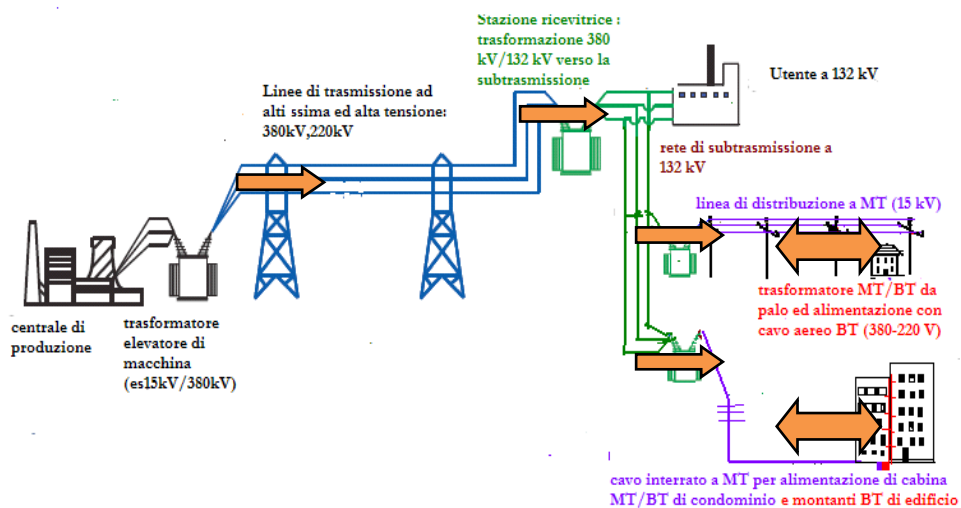 Stazione ricevitrice :
trasformazione 380
kV/132 kV verso la
subtrasmissione
Utente a 132 kV
Linee di trasmissione ad
alti ssima ed alta tensione:
380kV,220kV
rete di subtrasmissione a
132 kV
linea di distribuzione a MT (15 kV)
trasformatore MT/BT da
palo ed alimentazione con
cavo aereo BT (380-220 V)
centrale di
produzione
trasformatore
elevatore di
macchina
(es15kV/380kV)
cavo interrato a MT per alimentazione di cabina
MT/BT di condominio e montanti BT di edificio